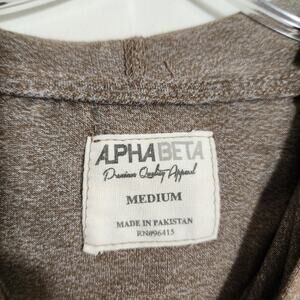 ALPHABETA
Premium Quality Apparel
MEDIUM
MADE IN PAKISTAN
RN#96415